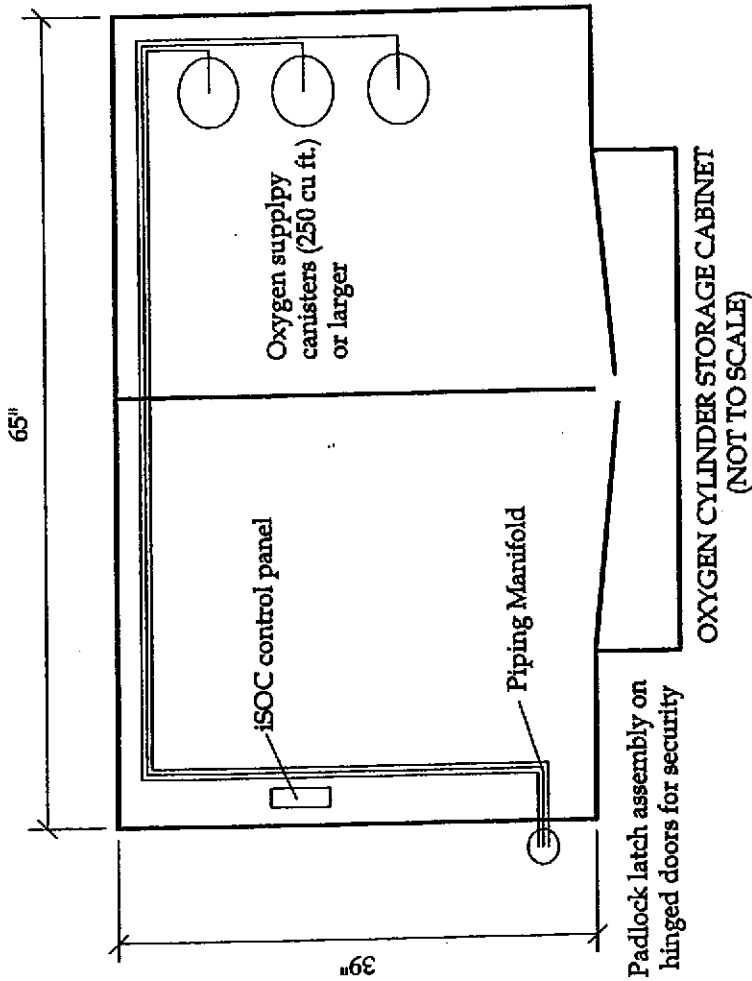 65"
Oxygen supplpy
canisters (250 cu ft.)
or larger
iSOC control panel
Piping Manifold
39"
Padlock latch assembly on
hinged doors for security
OXYGEN CYLINDER STORAGE CABINET
(NOT TO SCALE)